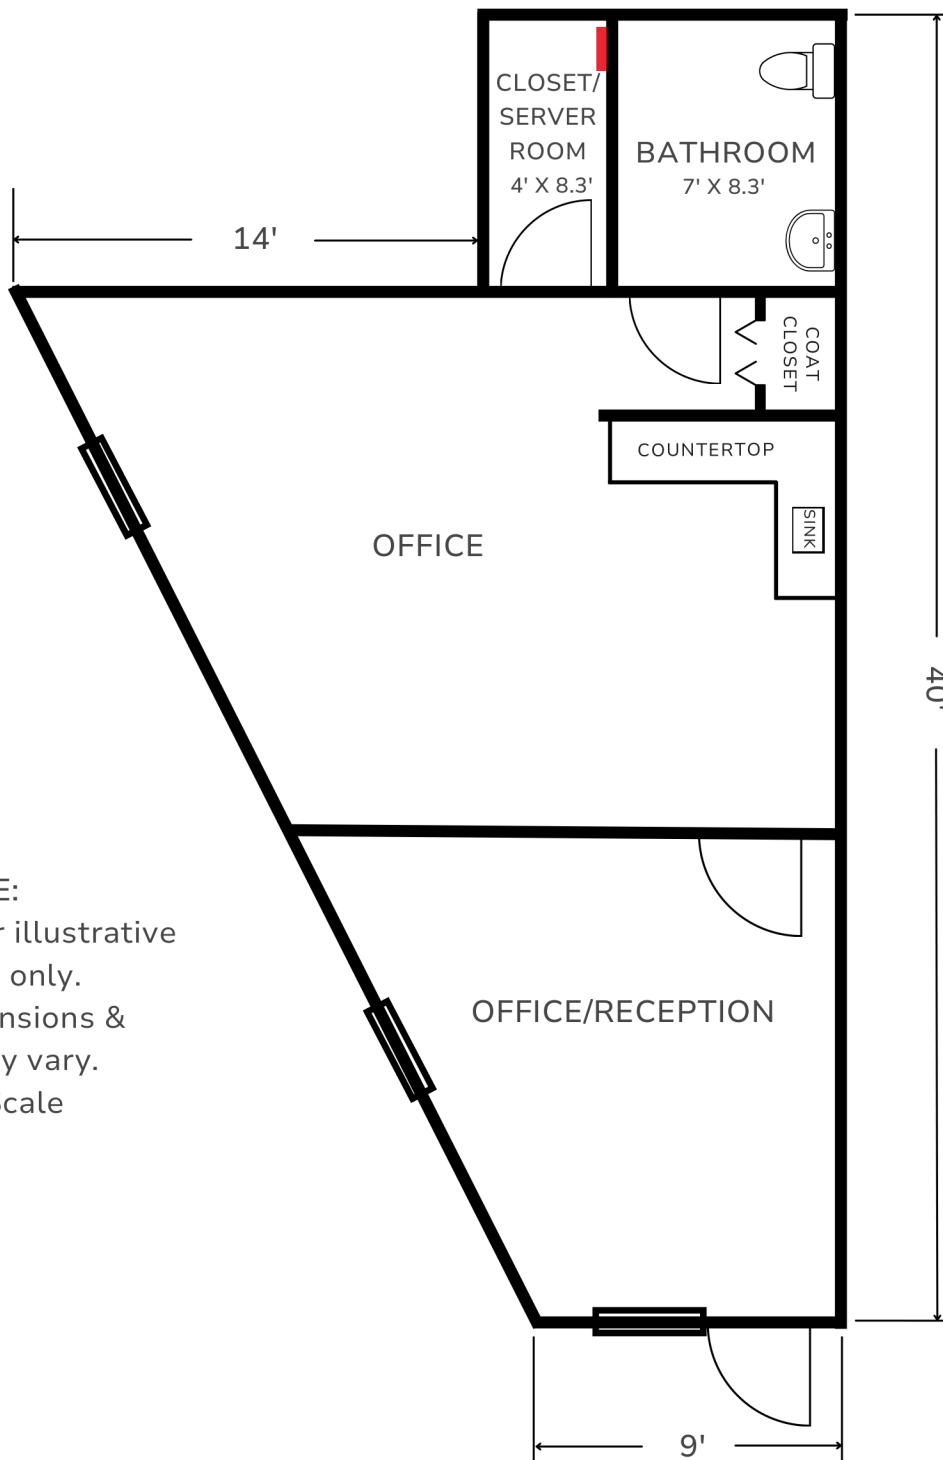 CLOSET/
SERVER
ROOM
4' X 8.3'
BATHROOM
7' X 8.3'
14'
COAT
CLOSET
COUNTERTOP
SINK
OFFICE
40'
E:
r illustrative
only.
nsions &
y vary.
Scale
OFFICE/RECEPTION
9'